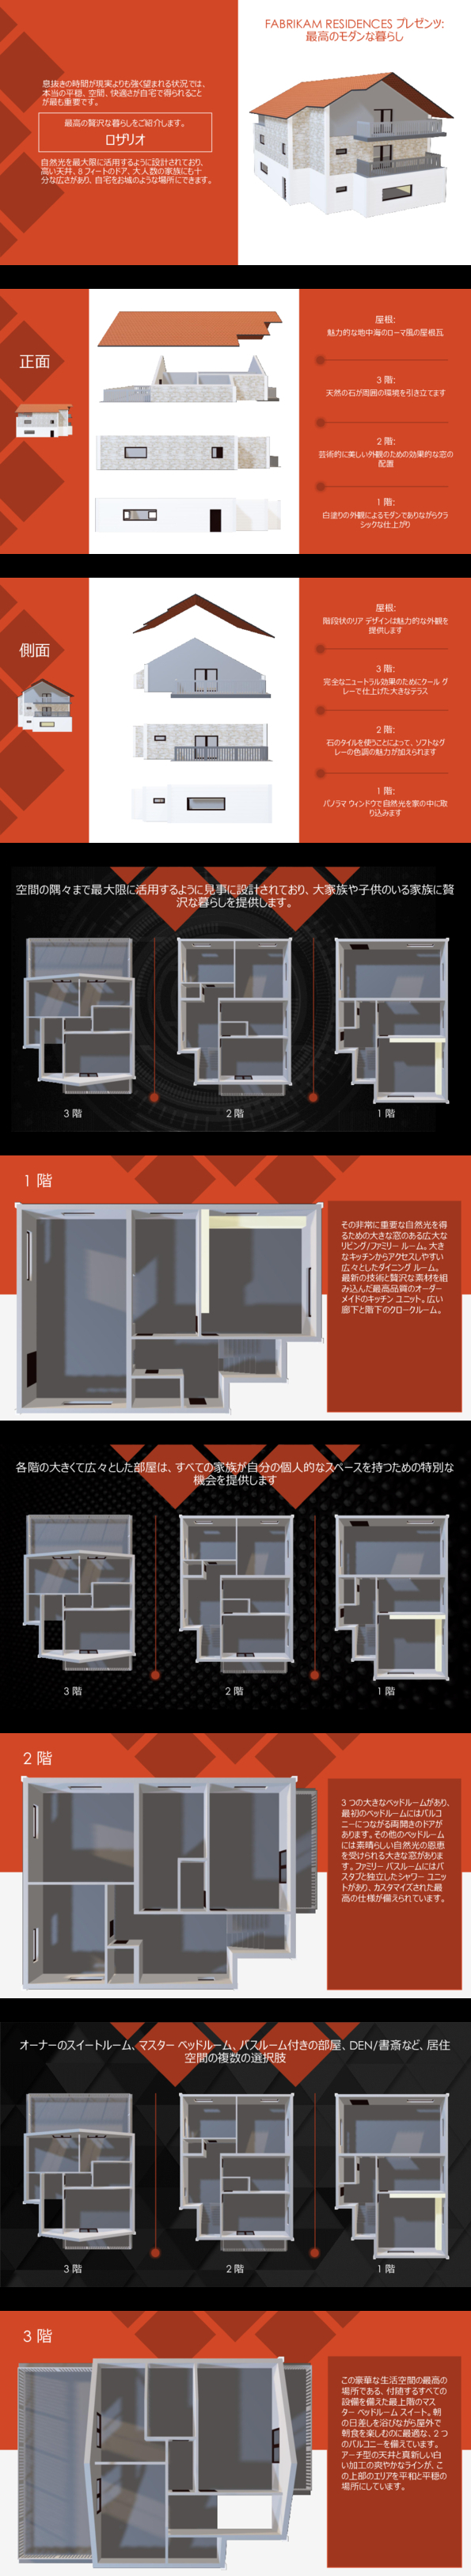 FABRIKAM RESIDENCES プレゼンツ:
最高のモダンな暮らし
息抜きの時間が現実よりも強く望まれる状況では、
本当の平穏、空間、快適さが自宅で得られること
が最も重要です。
最高の贅沢な暮らしをご紹介します。
ロザリオ
自然光を最大限に活用するように設計されており、
高い天井、8 フィートのドア、大人数の家族にも十
分な広さがあり、自宅をお城のような場所にできます。
正面
屋根:
魅力的な地中海のローマ風の屋根瓦
3 階:
天然の石が周囲の環境を引き立てます
2 階:
芸術的に美しい外観のための効果的な窓の
配置
1 階:
白塗りの外観によるモダンでありながらクラ
シックな仕上がり
側面
屋根:
階段状のリア デザインは魅力的な外観を
提供します
3 階:
完全なニュートラル効果のためにクール グ
レーで仕上げた大きなテラス
2 階:
石のタイルを使うことによって、ソフトなグ
レーの色調の魅力が加えられます
1 階:
パノラマ ウィンドウで自然光を家の中に取
り込みます
空間の隅々まで最大限に活用するように見事に設計されており、大家族や子供のいる家族に贅
沢な暮らしを提供します。
3 階
2 階
1 階
1 階
その非常に重要な自然光を得
るための大きな窓のある広大な
リビング/ファミリー ルーム。大き
なキッチンからアクセスしやすい
広々としたダイニング ルーム。
最新の技術と贅沢な素材を組
み込んだ最高品質のオーダー
メイドのキッチン ユニット。広い
廊下と階下のクロークルーム。
各階の大きくて広々とした部屋は、すべての家族が自分の個人的なスペースを持つための特別な
機会を提供します
3 階
2 階
1 階
2 階
3 つの大きなベッドルームがあり、
最初のベッドルームにはバルコ
ニーにつながる両開きのドアが
あります。その他のベッドルーム
には素晴らしい自然光の恩恵
を受けられる大きな窓がありま
す。ファミリー バスルームにはバ
スタブと独立したシャワー ユニッ
トがあり、カスタマイズされた最
高の仕様が備えられています。
オーナーのスイートルーム、マスター ベッドルーム、バスルーム付きの部屋、DEN/書斎など、居住
空間の複数の選択肢
3 階
2 階
1 階
3 階
この豪華な生活空間の最高の
場所である、付随するすべての
設備を備えた最上階のマス
ター ベッドルーム スイート。朝
の日差しを浴びながら屋外で
朝食を楽しむのに最適な、2 つ
のバルコニーを備えています。
アーチ型の天井と真新しい白
い加工の爽やかなラインが、こ
の上部のエリアを平和と平穏の
場所にしています。